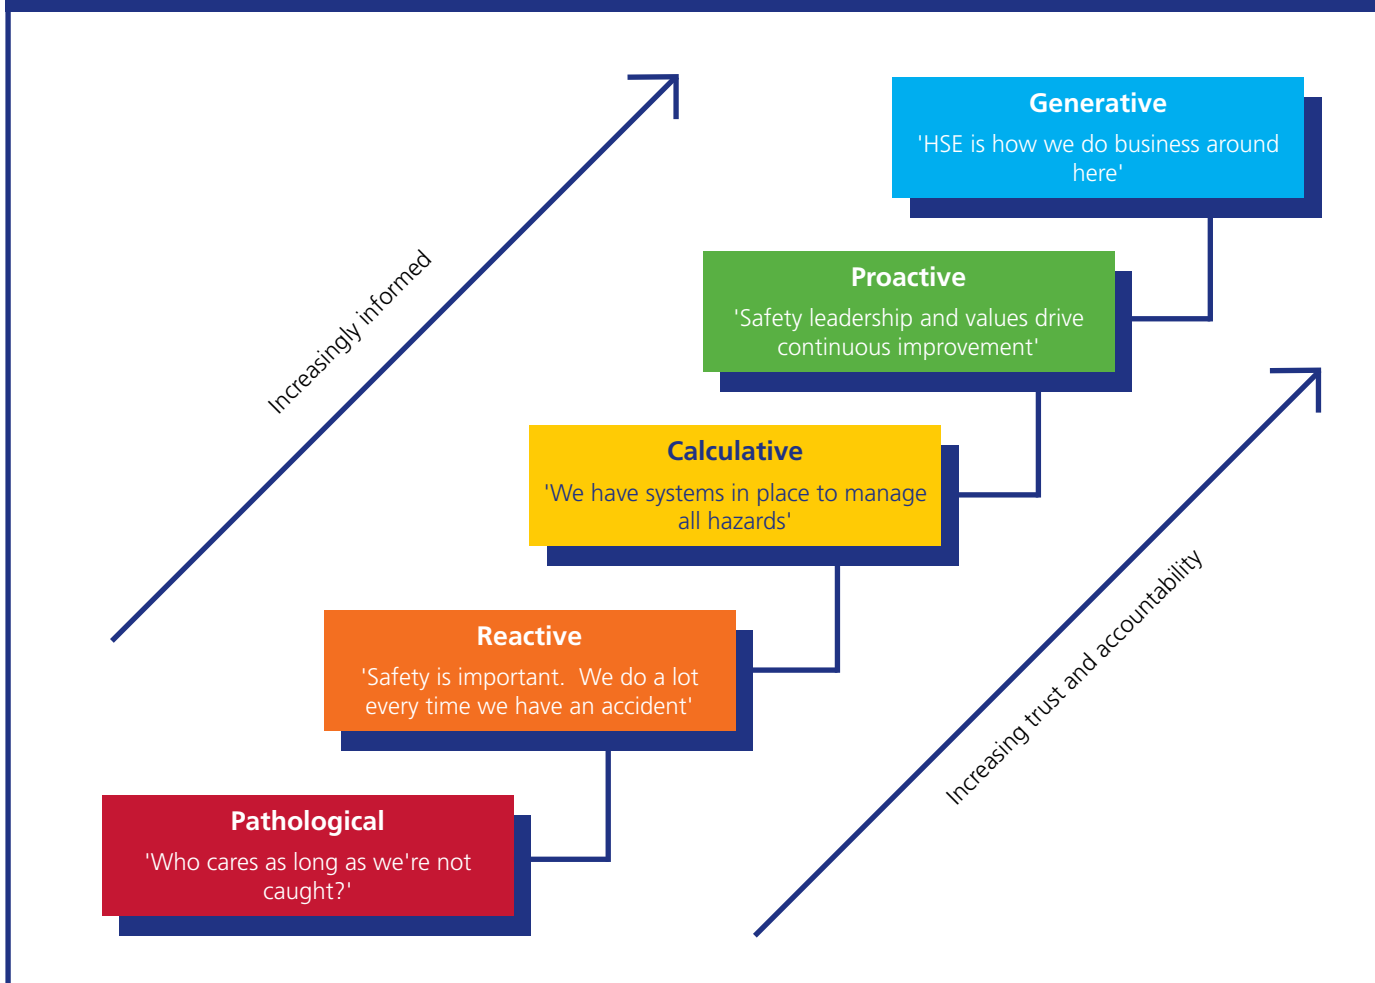 Generative
'HSE is how we do business around
here'
Proactive
'Safety leadership and values drive
continuous improvement'
Increasingly informed
Calculative
'We have systems in place to manage
all hazards'
Reactive
'Safety is important.  We do a lot
every time we have an accident'
Increasing trust and accountability
Pathological
'Who cares as long as we're not
caught?'